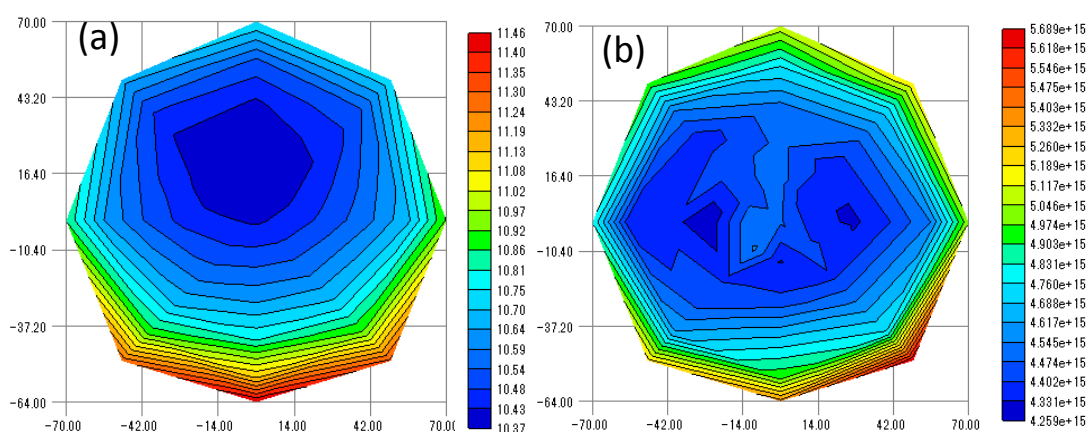 (a)
70.00
43.20
16.40
-10.40
-37.20
-64.00
-70.00 -42.00 -14.00 14.00 42.00 70.00
11.46
11.40
11.35
11.30
11.24
11.19
11.13
11.08
11.02
10.97
10.92
10.86
10.81
10.75
10.70
10.64
10.59
10.54
10.48
10.43
10.37
(b)
70.00
43.20
16.40
-10.40
-37.20
-64.00
-70.00 -42.00 -14.00 14.00 42.00 70.00
5.689e+15
5.618e+15
5.546e+15
5.475e+15
5.403e+15
5.332e+15
5.260e+15
5.189e+15
5.117e+15
5.046e+15
4.974e+15
4.903e+15
4.831e+15
4.760e+15
4.688e+15
4.617e+15
4.545e+15
4.474e+15
4.402e+15
4.331e+15
4.259e+15